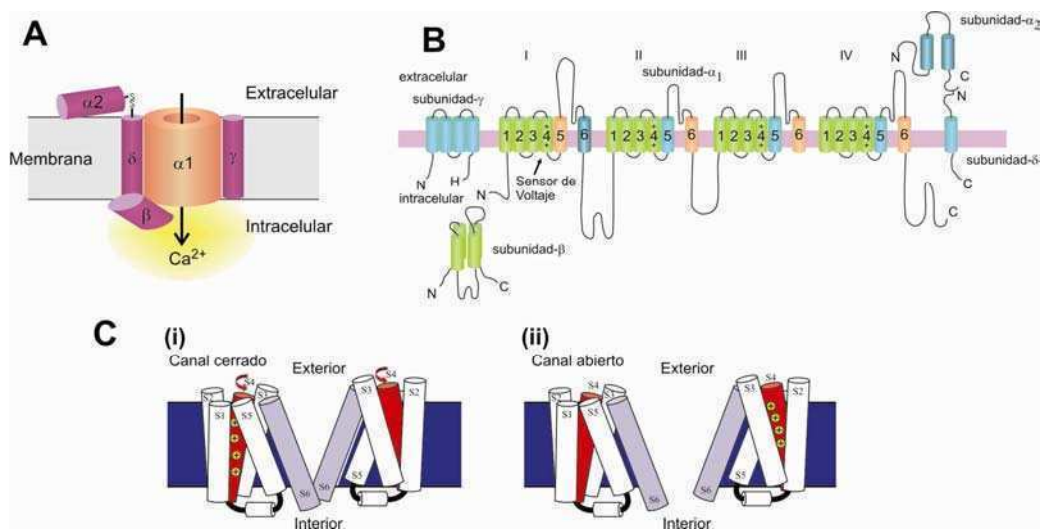 A
α2
S
S
Extracelular
Membrana
δ
α1
γ
β
Intracelular
Ca2+
B
subunidad-α2
I
II
III
IV
N
extracelular
subunidad-α1
subunidad-γ
C
N
1 2 3 4 5 6
1 2 3 4 5 6
1 2 3 4 5 6
1 2 3 4 5 6
+
+
+
+
+
+
+
+
subunidad-δ
Sensor de
Voltaje
N
H
intracelular
N
C
C
subunidad-β
N
C
C
(i)
Canal cerrado
Exterior
S4
S4
S3
S2
S1
S5
S5
S6
S6
Interior
(ii)
Canal abierto
Exterior
S4
S4
S3
S2
S1
S5
S5
S6
S6
Interior